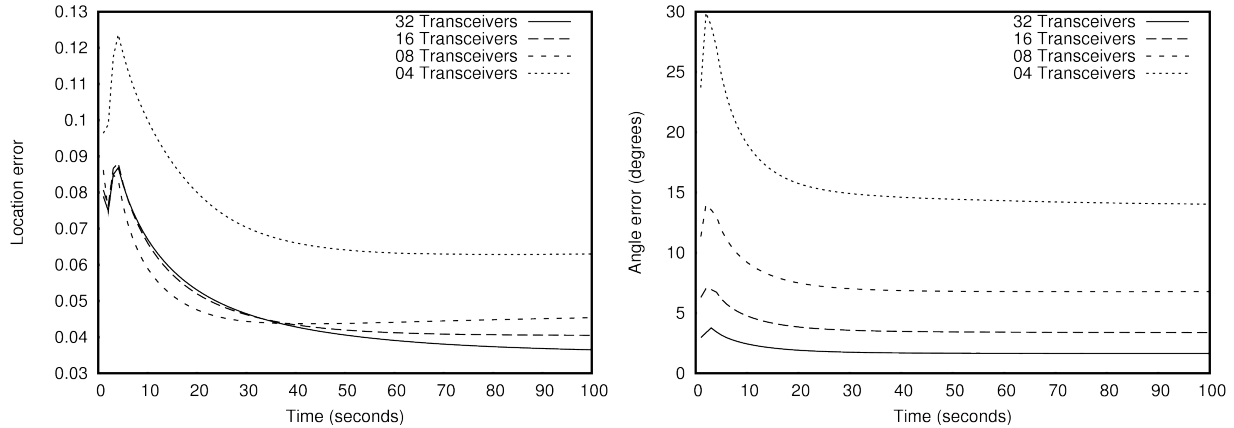 0.13
0.12
0.11
0.1
0.09
0.08
0.07
0.06
0.05
0.04
0.03
Location error
0 10 20 30 40 50 60 70 80 90 100
Time (seconds)
32 Transceivers
16 Transceivers
08 Transceivers
04 Transceivers
30
25
20
15
10
5
0
Angle error (degrees)
0 10 20 30 40 50 60 70 80 90 100
Time (seconds)
32 Transceivers
16 Transceivers
08 Transceivers
04 Transceivers